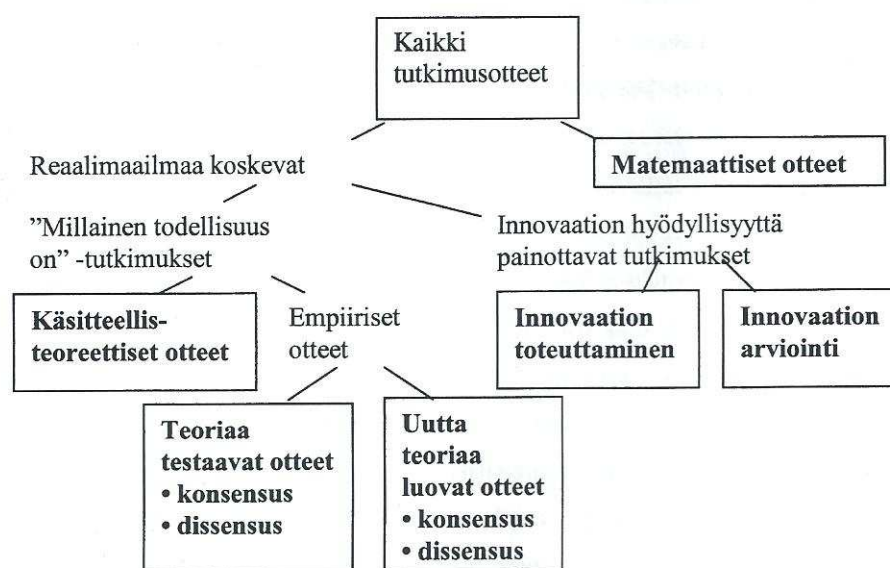 Kaikki
tutkimusotteet
Reaalimaailmaa koskevat
Matemaattiset otteet
”Millainen todellisuus
on” -tutkimukset
Innovaation hyödyllisyyttä
painottavat tutkimukset
Käsitteellis-
teoreettiset otteet
Empiiriset
otteet
Innovaation
toteuttaminen
Innovaation
arviointi
Teoriaa
testaavat otteet
• konsensus
• dissensus
Uutta
teoriaa
luovat otteet
• konsensus
• dissensus